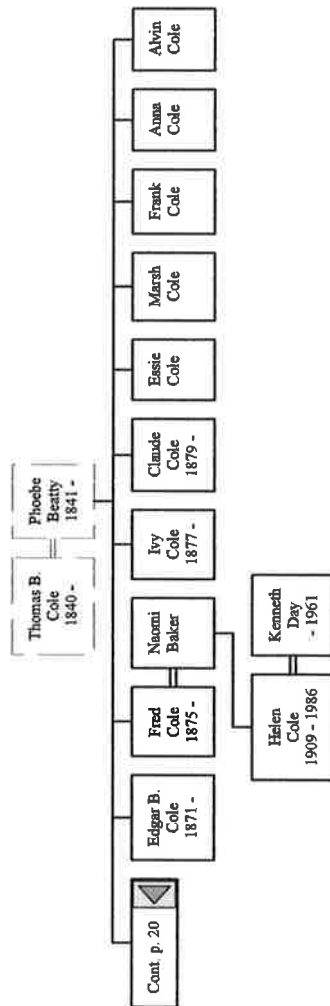 Thomas B.
Cole
1840 -
Phoebe
Beatty
1841 -
Cont. p. 20
Edgar B.
Cole
1871 -
Fred
Cole
1875 -
Naomi
Baker
Ivy
Cole
1877 -
Claude
Cole
1879 -
Essie
Cole
Marsh
Cole
Frank
Cole
Anna
Cole
Alvin
Cole
Helen
Cole
1909 - 1986
Kenneth
Day
- 1961